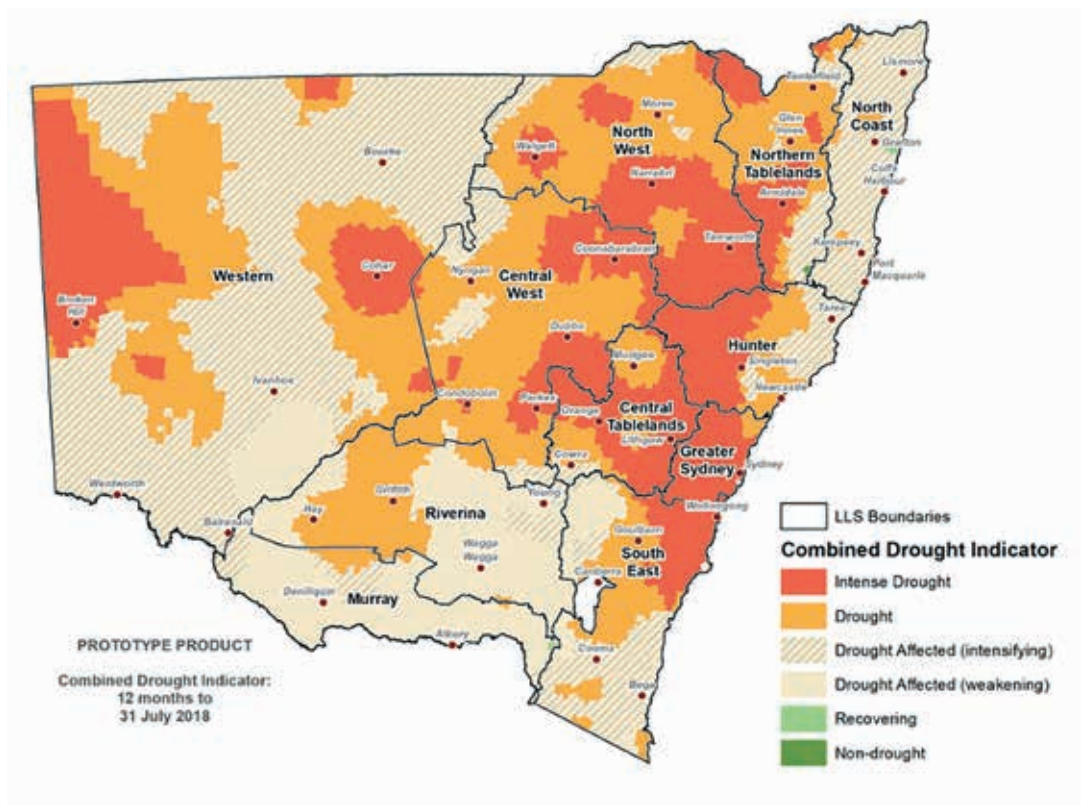 Tenterfield
Lismore
North
Coast
Moree
Glen
Innes
Grafton
North
West
Walgett
Bourke
Northern
Tablelands
Coffs
Harbour
Narrabri
Armidale
Kempsey
Tamworth
Coonabarabran
Port
Macquarie
Western
Cobar
Nyngan
Central
West
Taree
Broken
Hill
Dubbo
Hunter
Mudgee
Singleton
Ivanhoe
Newcastle
Condobolin
Parkes
Orange
Central
Tablelands
Lithgow
Greater
Sydney
Sydney
Cowra
Wentworth
Griffith
Young
Hay
Riverina
Wollongong
Balranald
Goulburn
South
East
Wagga
Wagga
Canberra
Deniliquin
Murray
Albury
Cooma
Bega
PROTOTYPE PRODUCT
Combined Drought Indicator:
12 months to
31 July 2018
LLS Boundaries
Combined Drought Indicator
Intense Drought
Drought
Drought Affected (intensifying)
Drought Affected (weakening)
Recovering
Non-drought